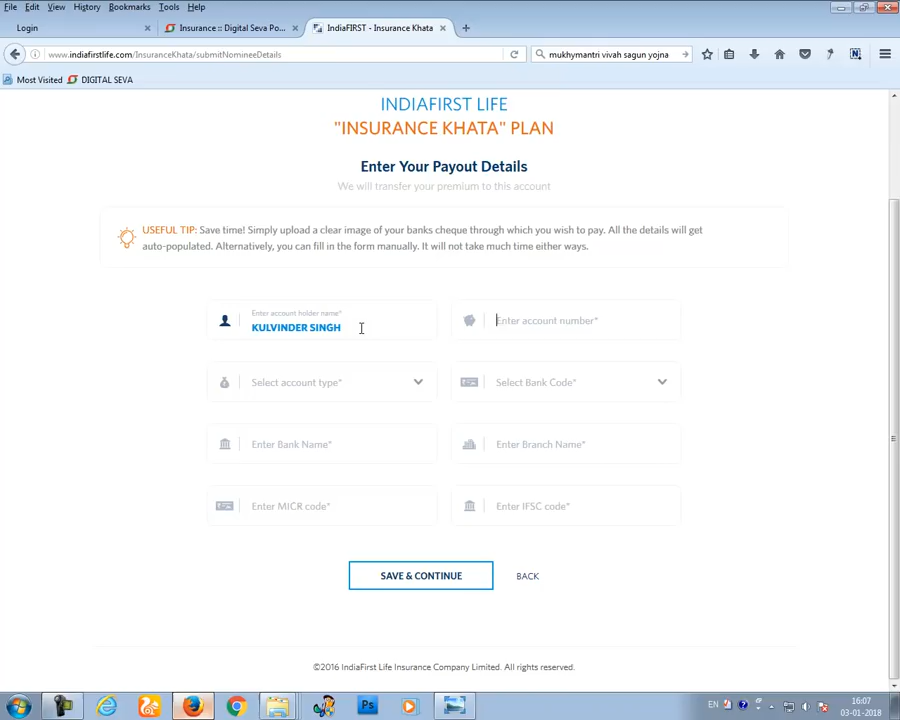 File Edit View History Bookmarks Tools Help
Login × Insurance :: Digital Seva Po... × IndiaFIRST - Insurance Khata × +
www.indiafirstlife.com/InsuranceKhata/submitNomineeDetails mukhymantri vivah sagun yojna
Most Visited DIGITAL SEVA
INDIAFIRST LIFE
"INSURANCE KHATA" PLAN
Enter Your Payout Details
We will transfer your premium to this account
USEFUL TIP: Save time! Simply upload a clear image of your banks cheque through which you wish to pay. All the details will get
auto-populated. Alternatively, you can fill in the form manually. It will not take much time either ways.
Enter account holder name*
KULVINDER SINGH
Enter account number*
Select account type* Select Bank Code*
Enter Bank Name* Enter Branch Name*
Enter MICR code* Enter IFSC code*
SAVE & CONTINUE BACK
©2016 IndiaFirst Life Insurance Company Limited. All rights reserved.
Ps EN 16:07
03-01-2018